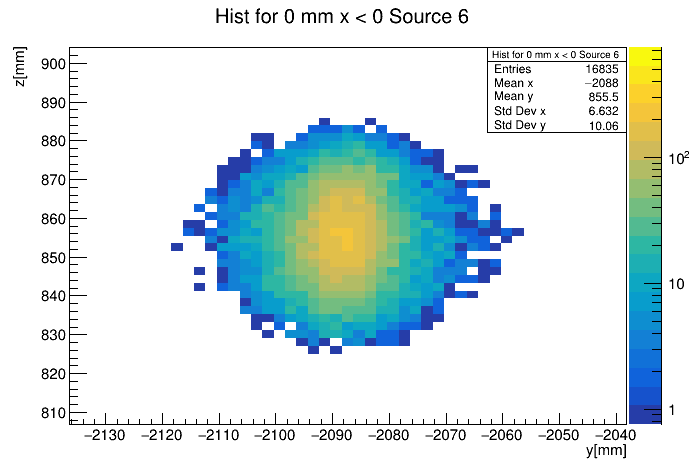 Hist for 0 mm x < 0 Source 6
z[mm]
Hist for 0 mm x < 0 Source 6
Entries 16835
Mean x −2088
Mean y 855.5
Std Dev x 6.632
Std Dev y 10.06
900
890
880
870
860
850
840
830
820
810
10²
10
1
−2130 −2120 −2110 −2100 −2090 −2080 −2070 −2060 −2050 −2040
y[mm]